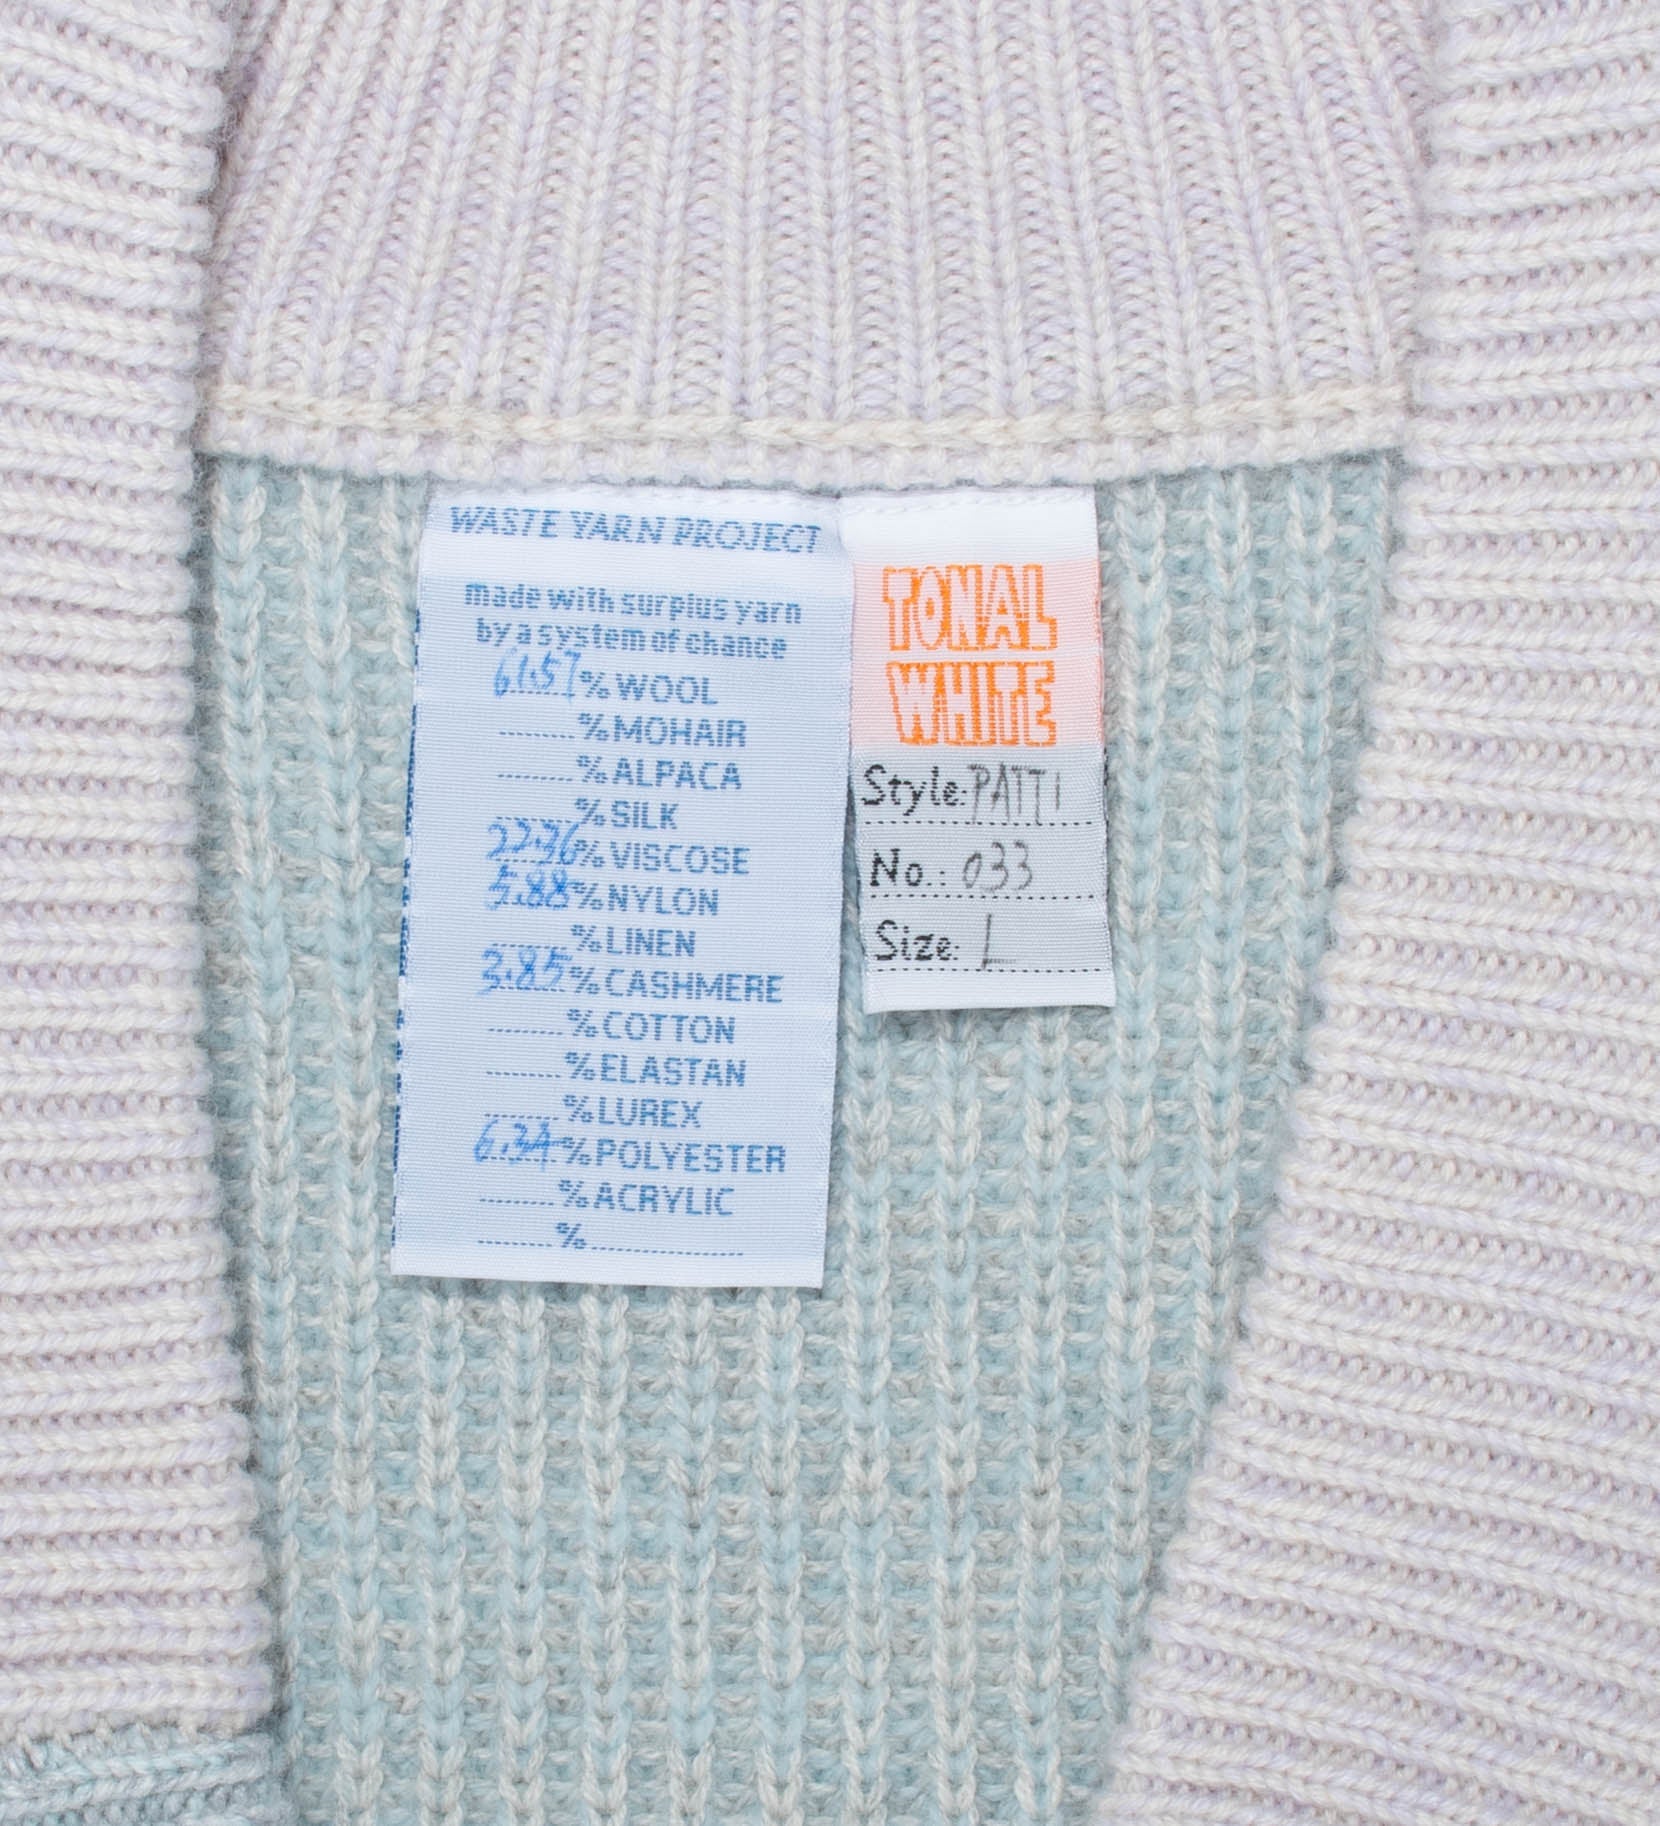 WASTE YARN PROJECT
made with surplus yarn
by a system of chance
61.57% WOOL
..........% MOHAIR
..........% ALPACA
..........% SILK
22.36% VISCOSE
5.88% NYLON
..........% LINEN
3.85% CASHMERE
..........% COTTON
..........% ELASTAN
..........% LUREX
6.34% POLYESTER
..........% ACRYLIC
..........%....................
TONAL
WHITE
Style: PATTI
No.: 033
Size: L